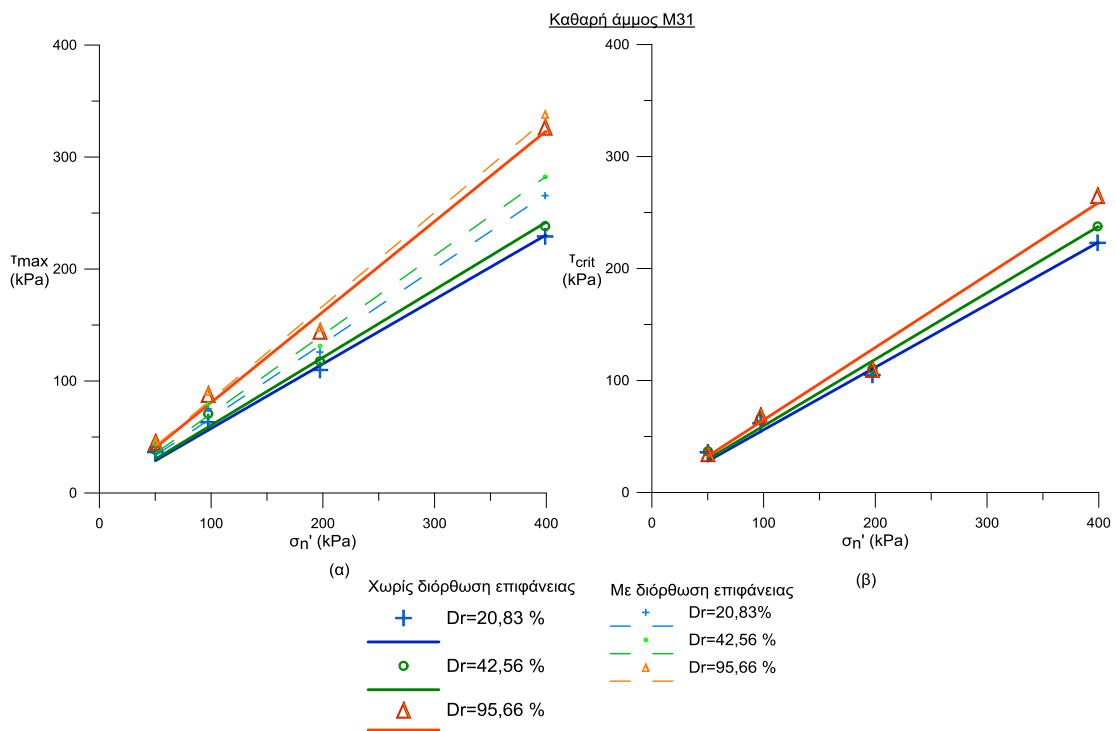 Καθαρή άμμος M31
400
300
200
100
0
τmax
(kPa)
0
100
200
300
400
σn' (kPa)
(α)
400
300
200
100
0
τcrit
(kPa)
0
100
200
300
400
σn' (kPa)
(β)
Χωρίς διόρθωση επιφάνειας
Dr=20,83 %
Dr=42,56 %
Dr=95,66 %
Με διόρθωση επιφάνειας
Dr=20,83%
Dr=42,56 %
Dr=95,66 %